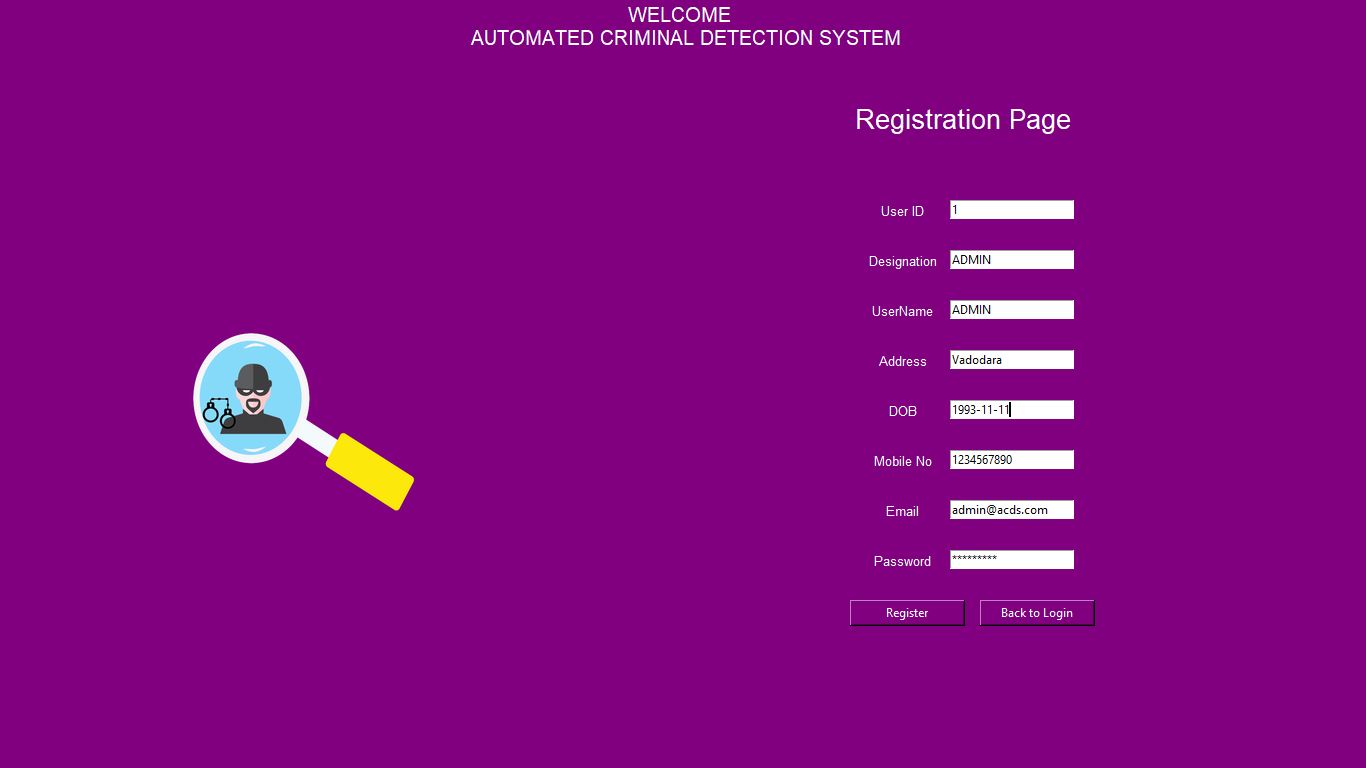 WELCOME
AUTOMATED CRIMINAL DETECTION SYSTEM
Registration Page
User ID 1
Designation ADMIN
UserName ADMIN
Address Vadodara
DOB 1993-11-11
Mobile No 1234567890
Email admin@acds.com
Password *********
Register Back to Login